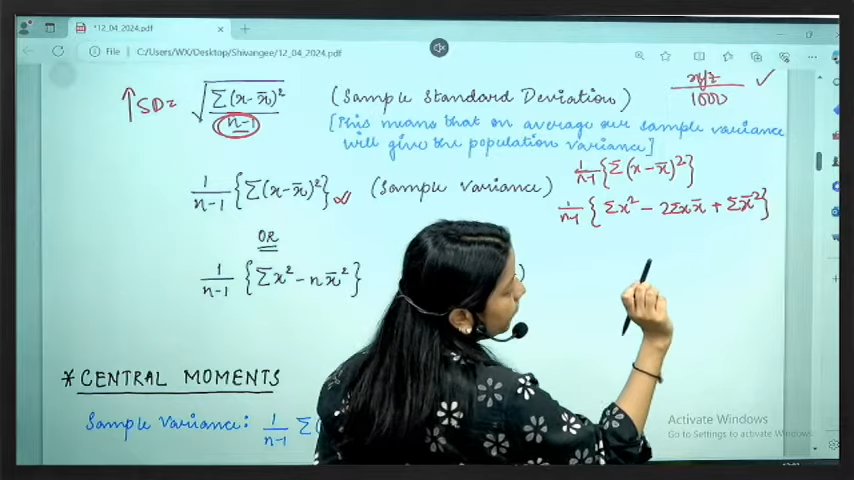 *12_04_2024.pdf
File | C:/Users/WX/Desktop/Shivangee/12_04_2024.pdf
↑ SD = √(Σ(x-x̄)² / n-1) (Sample Standard Deviation)
/1000 ✓
[This means that on average our sample variance
will give the population variance]
1/n-1 {Σ(x-x̄)²} (Sample Variance)
1/n-1 {Σ(x-x̄)²}
1/n-1 {Σx² - 2Σxx̄ + Σx̄²}
OR
1/n-1 {Σx² - nx̄²}
*CENTRAL MOMENTS
Sample Variance: 1/n-1 Σ(
Activate Windows
Go to Settings to activate Windows.